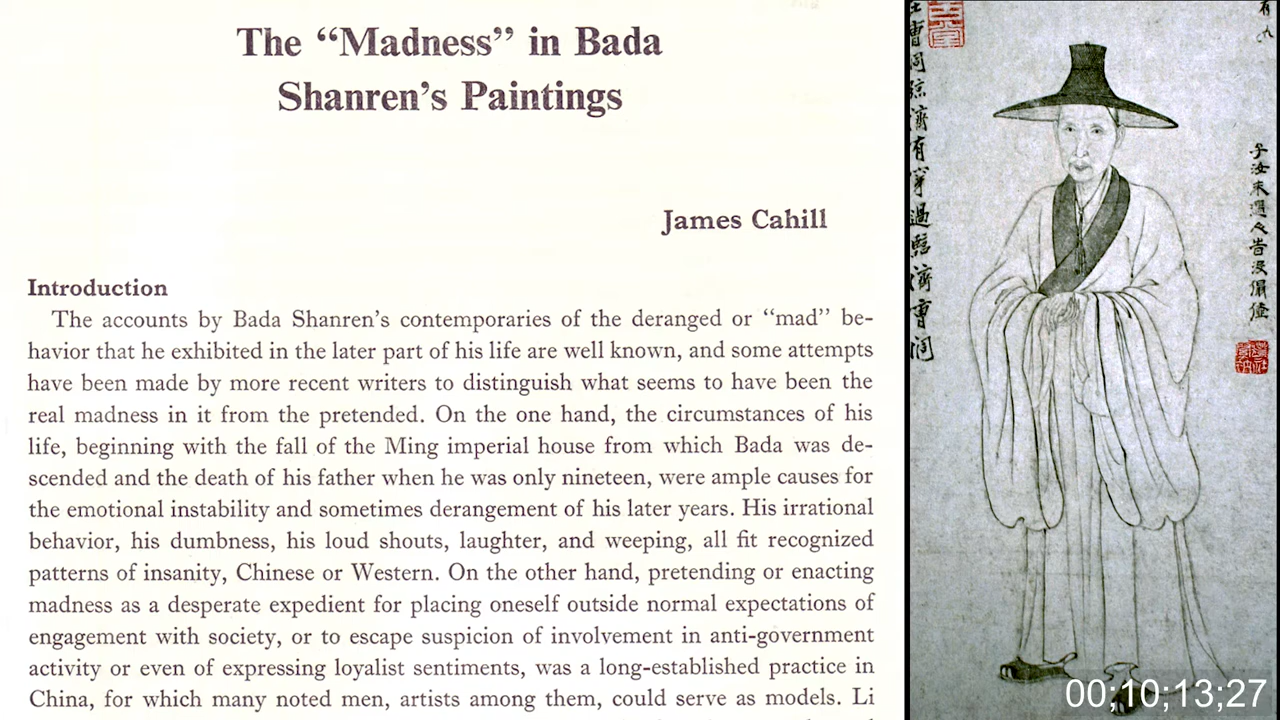 The “Madness” in Bada
Shanren’s Paintings
James Cahill
Introduction
The accounts by Bada Shanren’s contemporaries of the deranged or “mad” be-
havior that he exhibited in the later part of his life are well known, and some attempts
have been made by more recent writers to distinguish what seems to have been the
real madness in it from the pretended. On the one hand, the circumstances of his
life, beginning with the fall of the Ming imperial house from which Bada was de-
scended and the death of his father when he was only nineteen, were ample causes for
the emotional instability and sometimes derangement of his later years. His irrational
behavior, his dumbness, his loud shouts, laughter, and weeping, all fit recognized
patterns of insanity, Chinese or Western. On the other hand, pretending or enacting
madness as a desperate expedient for placing oneself outside normal expectations of
engagement with society, or to escape suspicion of involvement in anti-government
activity or even of expressing loyalist sentiments, was a long-established practice in
China, for which many noted men, artists among them, could serve as models. Li
00;10;13;27